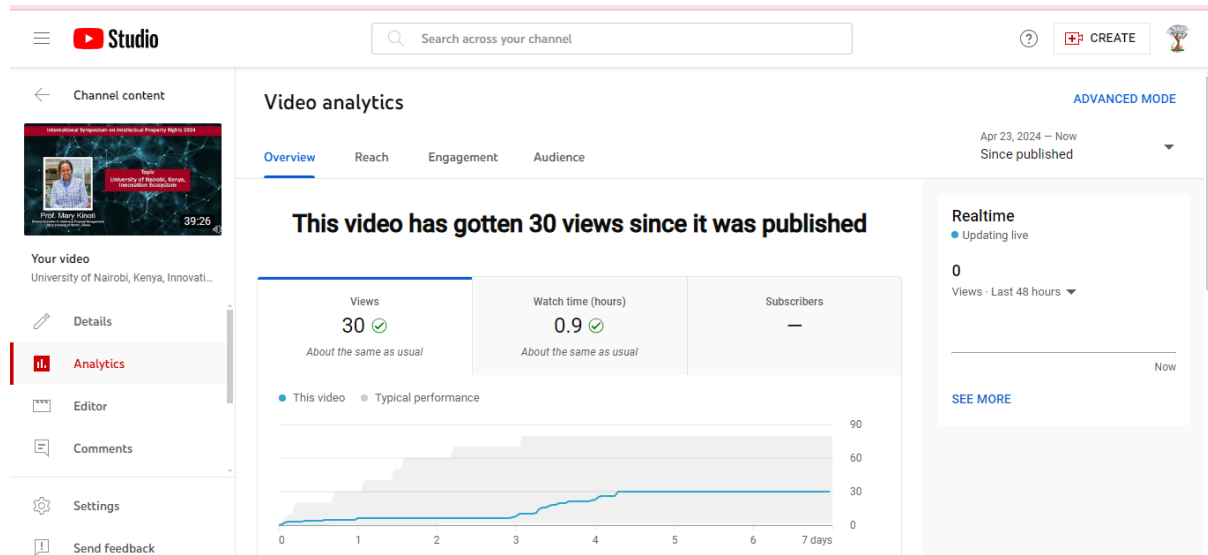 Studio
Search across your channel
?
CREATE
Channel content
International Symposium on Intellectual Property Rights 2024
Topic
University of Nairobi, Kenya,
Innovation Ecosystem
Prof. Mary Kinoti
39:26
Your video
University of Nairobi, Kenya, Innovati...
Details
Analytics
Editor
Comments
Settings
Send feedback
Video analytics
ADVANCED MODE
Apr 23, 2024 – Now
Since published
Overview Reach Engagement Audience
This video has gotten 30 views since it was published
Views
30
About the same as usual
Watch time (hours)
0.9
About the same as usual
Subscribers
—
This video Typical performance
90
60
30
0
0 1 2 3 4 5 6 7 days
Realtime
Updating live
0
Views · Last 48 hours
Now
SEE MORE